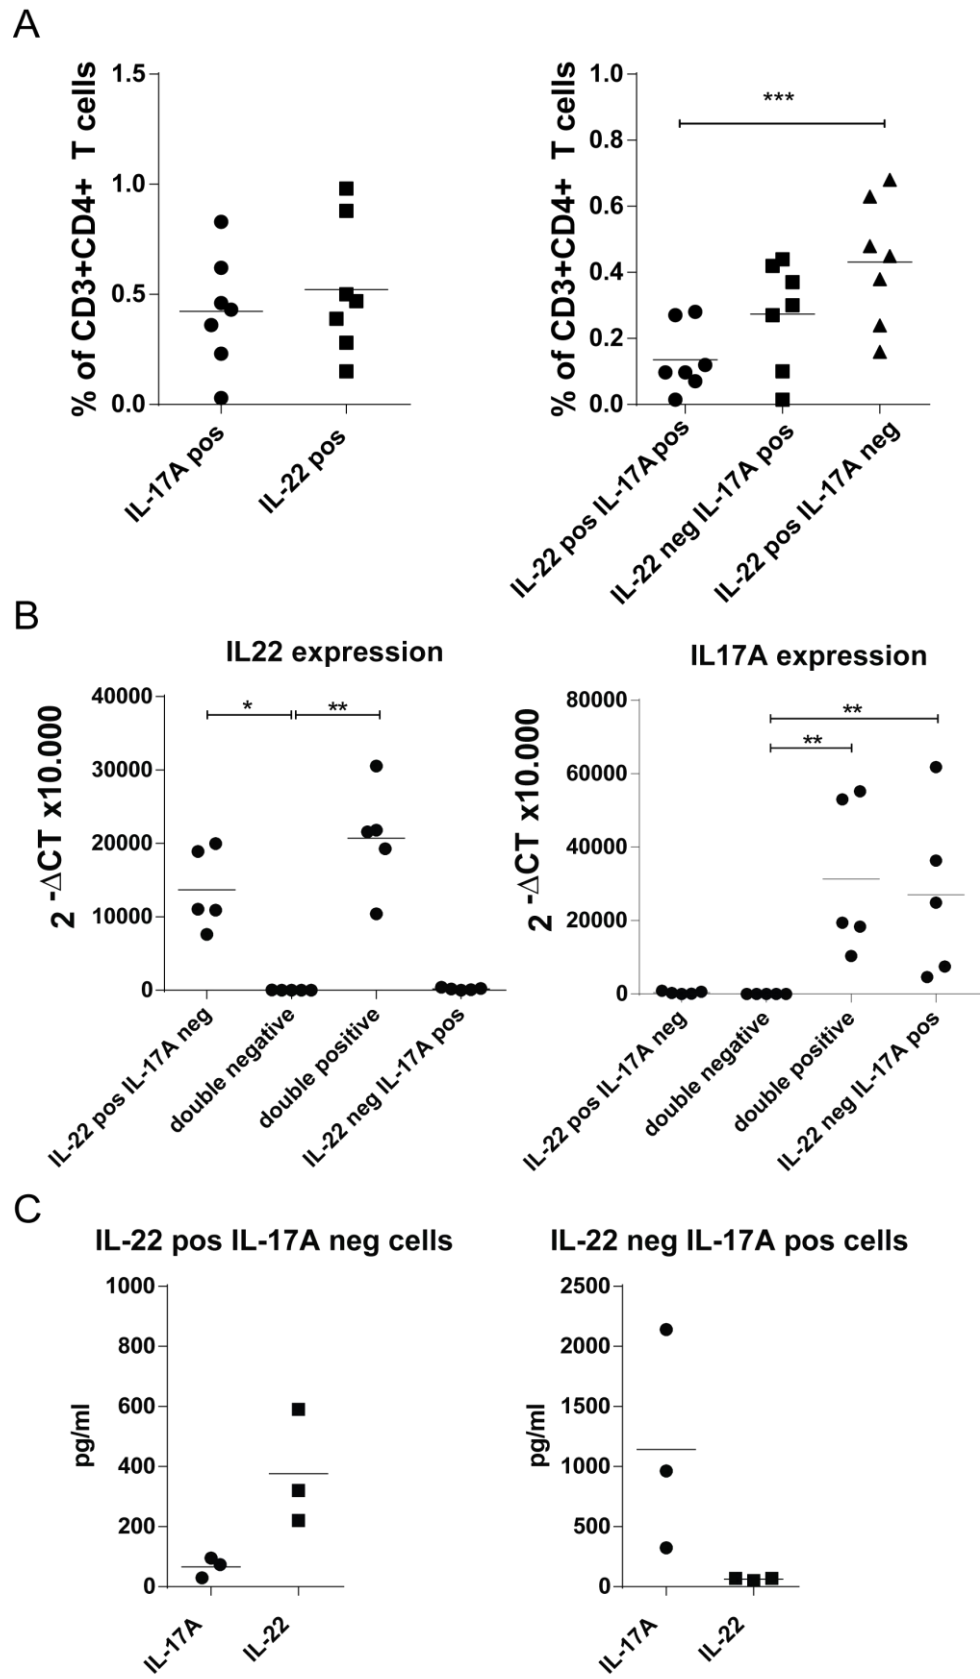 A
% of CD3+CD4+ T cells
1.5
1.0
0.5
0.0
IL-17A pos
IL-22 pos
% of CD3+CD4+ T cells
1.0
0.8
0.6
0.4
0.2
0.0
***
IL-22 pos IL-17A pos
IL-22 neg IL-17A pos
IL-22 pos IL-17A neg
B
IL22 expression
2 -ΔCT x10.000
40000
30000
20000
10000
0
*
**
IL-22 pos IL-17A neg
double negative
double positive
IL-22 neg IL-17A pos
IL17A expression
2 -ΔCT x10.000
80000
60000
40000
20000
0
**
**
IL-22 pos IL-17A neg
double negative
double positive
IL-22 neg IL-17A pos
C
IL-22 pos IL-17A neg cells
pg/ml
1000
800
600
400
200
0
IL-17A
IL-22
IL-22 neg IL-17A pos cells
pg/ml
2500
2000
1500
1000
500
0
IL-17A
IL-22